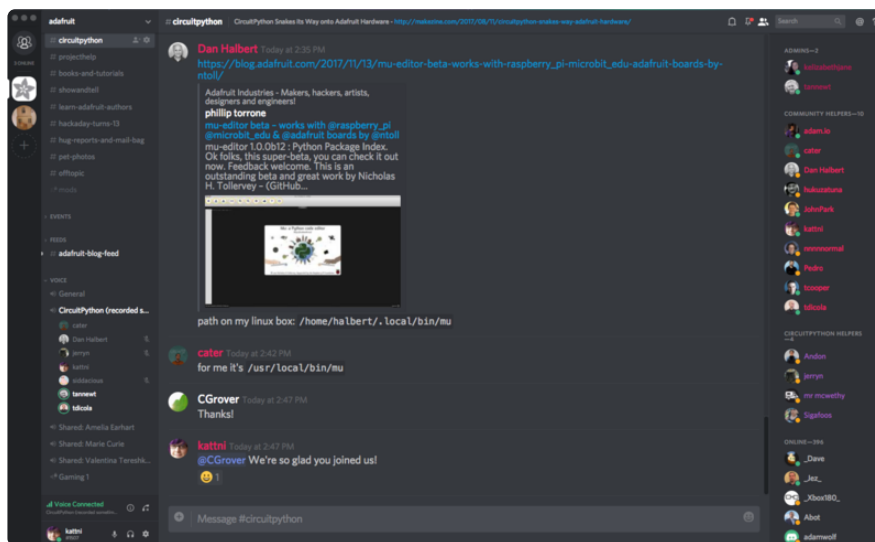 adafruit
# circuitpython
CircuitPython Snakes its Way onto Adafruit Hardware - http://makezine.com/2017/08/11/circuitpython-snakes-way-adafruit-hardware/
Search
# circuitpython
# projecthelp
# books-and-tutorials
# showandtell
# learn-adafruit-authors
# hackaday-turns-13
# bug-reports-and-mail-bag
# pet-photos
# offtopic
mods
EVENTS
FEEDS
# adafruit-blog-feed
VOICE
General
CircuitPython (recorded s...
cater
Dan Halbert
jerryn
kattni
siddacious
tannewt
tdicola
Shared: Amelia Earhart
Shared: Marie Curie
Shared: Valentina Tereshk...
Gaming 1
Voice Connected
kattni
Dan Halbert Today at 2:35 PM
https://blog.adafruit.com/2017/11/13/mu-editor-beta-works-with-raspberry_pi-microbit_edu-adafruit-boards-by-
ntoll/
Adafruit Industries - Makers, hackers, artists,
designers and engineers!
phillip torrone
mu-editor beta – works with @raspberry_pi
@microbit_edu & @adafruit boards by @ntoll
mu-editor 1.0.0b12 : Python Package Index.
Ok folks, this super-beta, you can check it out
now. Feedback welcome. This is an
outstanding beta and great work by Nicholas
H. Tollervey – (GitHub...
path on my linux box: /home/halbert/.local/bin/mu
cater Today at 2:42 PM
for me it's /usr/local/bin/mu
CGrover Today at 2:47 PM
Thanks!
kattni Today at 2:47 PM
@CGrover We're so glad you joined us!
1
Message #circuitpython
ADMINS—2
tannewt
COMMUNITY HELPERS—10
adam.io
cater
Dan Halbert
JohnPark
kattni
Pedro
tcooper
tdicola
CIRCUITPYTHON HELPERS
—4
Andon
jerryn
mr mcwethy
Sigafoos
ONLINE—396
_Dave
_Jez_
_Xbox180_
Abot
adamwolf